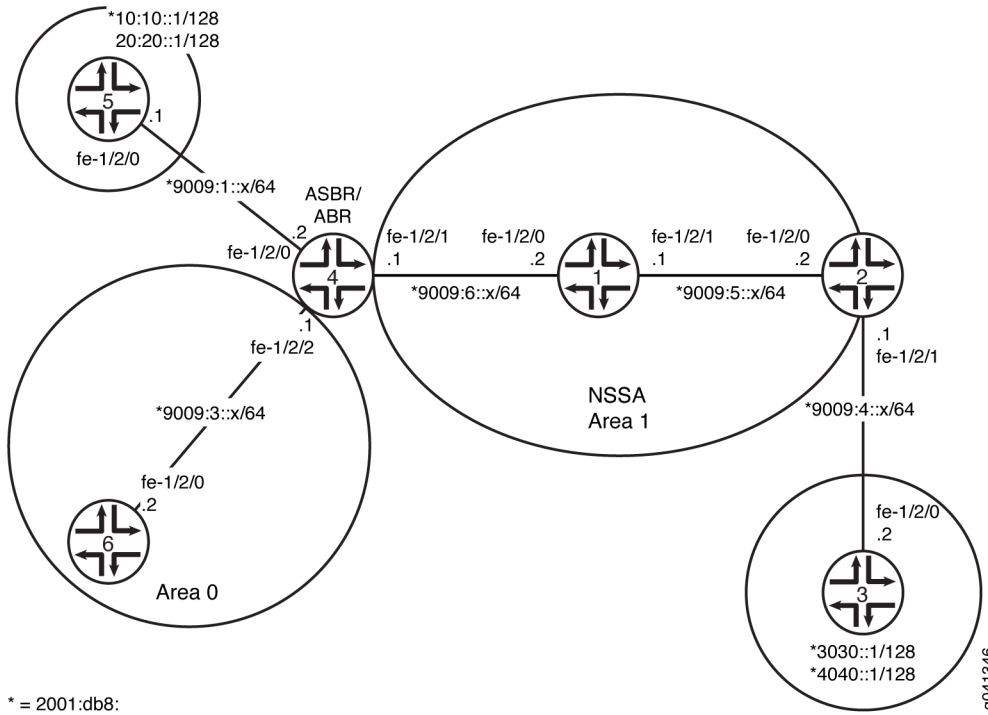 *10:10::1/128
20:20::1/128
5
.1
fe-1/2/0
*9009:1::x/64
ASBR/
ABR
.2
fe-1/2/0
4
fe-1/2/1
.1
fe-1/2/0
.2
*9009:6::x/64
1
fe-1/2/1
.1
fe-1/2/0
.2
*9009:5::x/64
2
.1
fe-1/2/2
.1
fe-1/2/1
*9009:3::x/64
NSSA
Area 1
*9009:4::x/64
fe-1/2/0
.2
6
Area 0
fe-1/2/0
.2
3
*3030::1/128
*4040::1/128
* = 2001:db8:
g041346